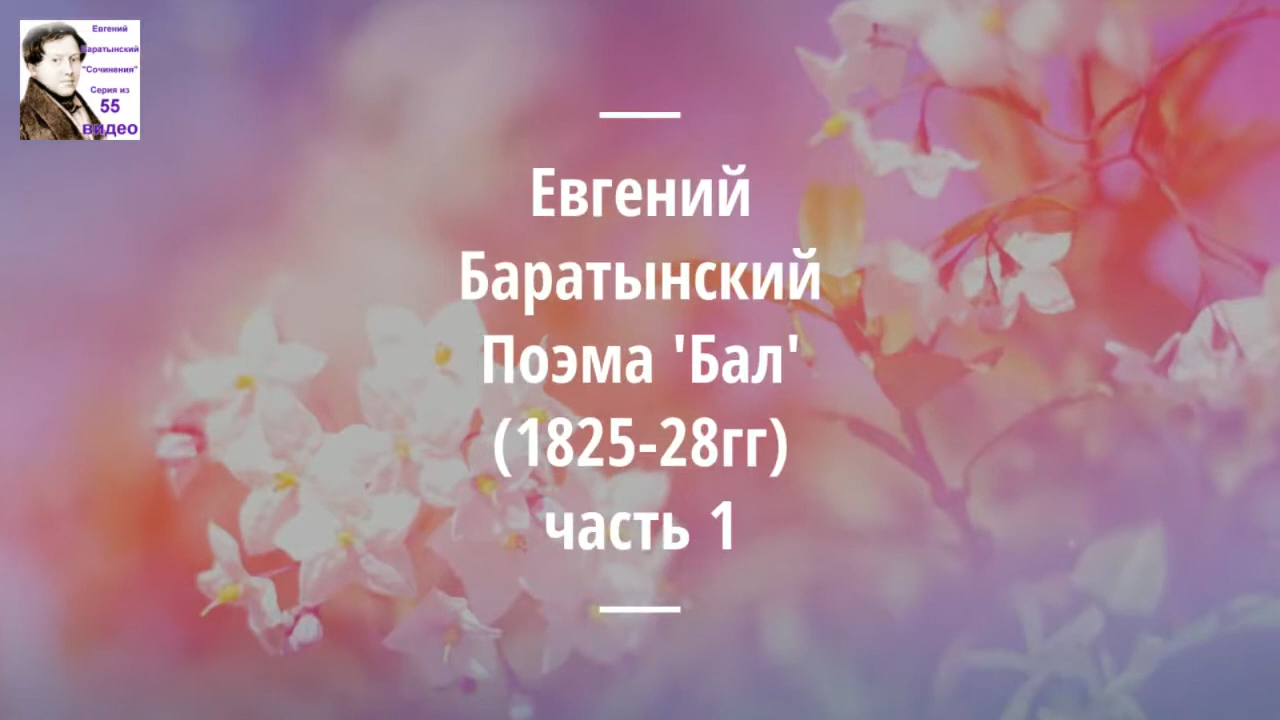 Евгений
Баратынский
"Сочинения"
Серия из
55
видео
Евгений
Баратынский
Поэма 'Бал'
(1825-28гг)
часть 1